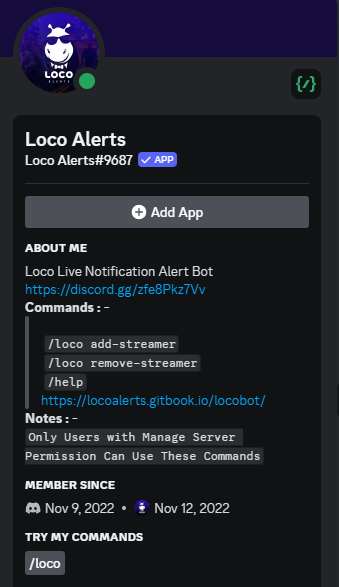 LOCO
ALERTS
{/}
Loco Alerts
Loco Alerts#9687 ✓ APP
Add App
ABOUT ME
Loco Live Notification Alert Bot
https://discord.gg/zfe8Pkz7Vv
Commands : -
/loco add-streamer
/loco remove-streamer
/help
https://locoalerts.gitbook.io/locobot/
Notes : -
Only Users with Manage Server
Permission Can Use These Commands
MEMBER SINCE
Nov 9, 2022 • Nov 12, 2022
TRY MY COMMANDS
/loco